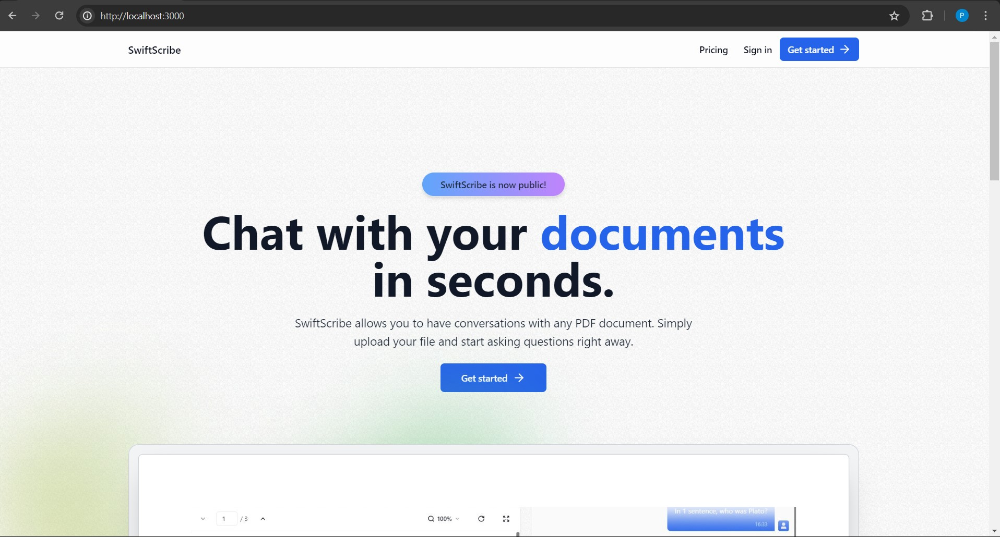 http://localhost:3000
P
SwiftScribe
Pricing
Sign in
Get started
SwiftScribe is now public!
Chat with your documents
in seconds.
SwiftScribe allows you to have conversations with any PDF document. Simply
upload your file and start asking questions right away.
Get started
1 / 3
100%
In 1 sentence, who was Plato?
16:33